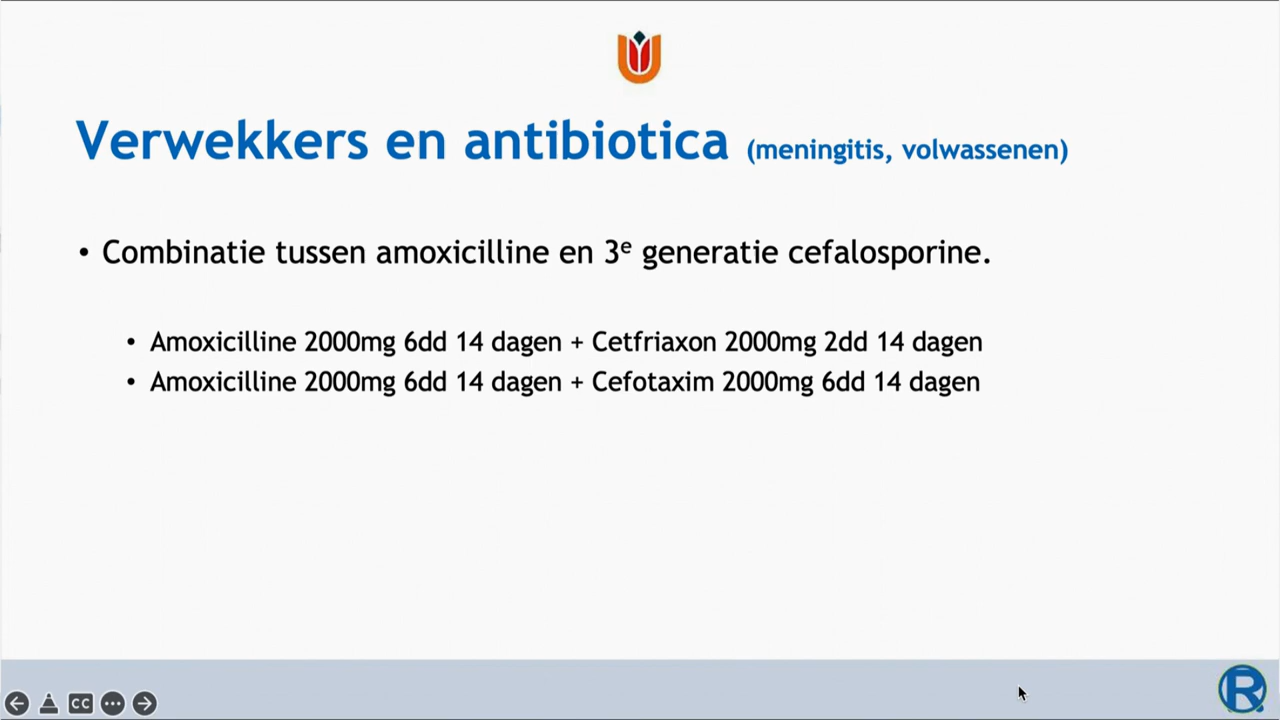 Verwekkers en antibiotica (meningitis, volwassenen)
• Combinatie tussen amoxicilline en 3e generatie cefalosporine.
• Amoxicilline 2000mg 6dd 14 dagen + Cetfriaxon 2000mg 2dd 14 dagen
• Amoxicilline 2000mg 6dd 14 dagen + Cefotaxim 2000mg 6dd 14 dagen
CC
R